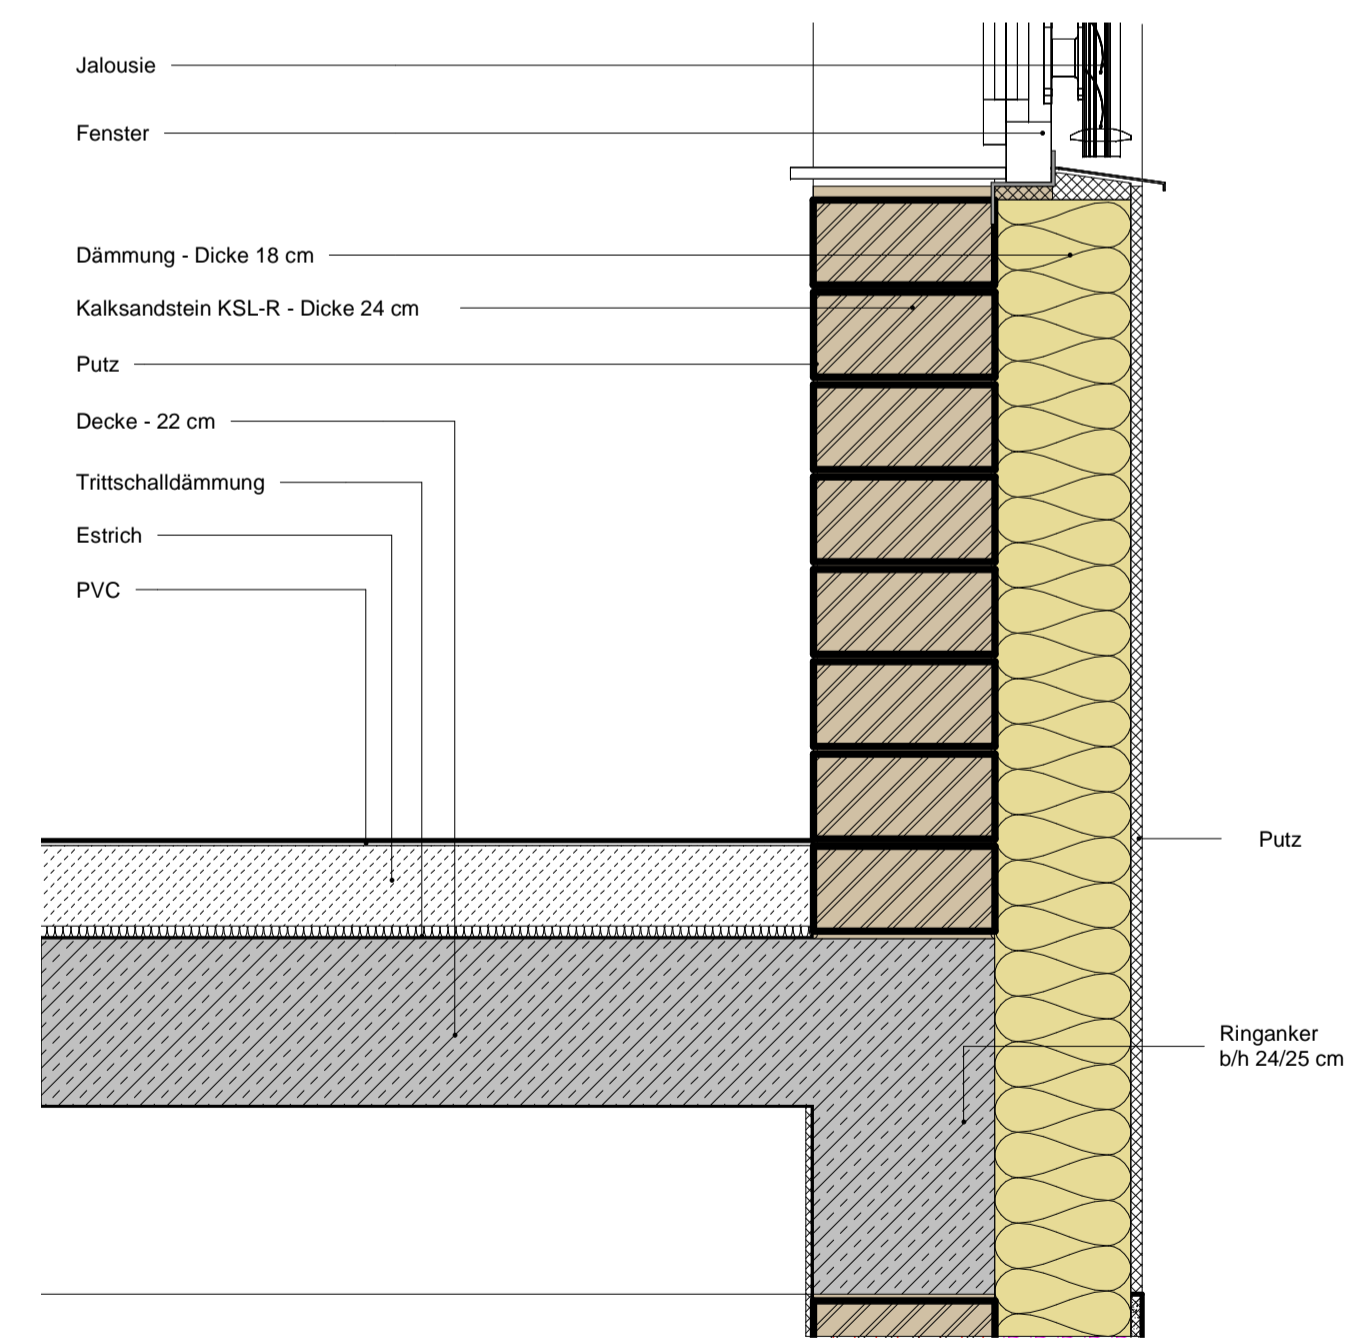 Jalousie
Fenster
Dämmung - Dicke 18 cm
Kalksandstein KSL-R - Dicke 24 cm
Putz
Decke - 22 cm
Trittschalldämmung
Estrich
PVC
Putz
Ringanker
b/h 24/25 cm